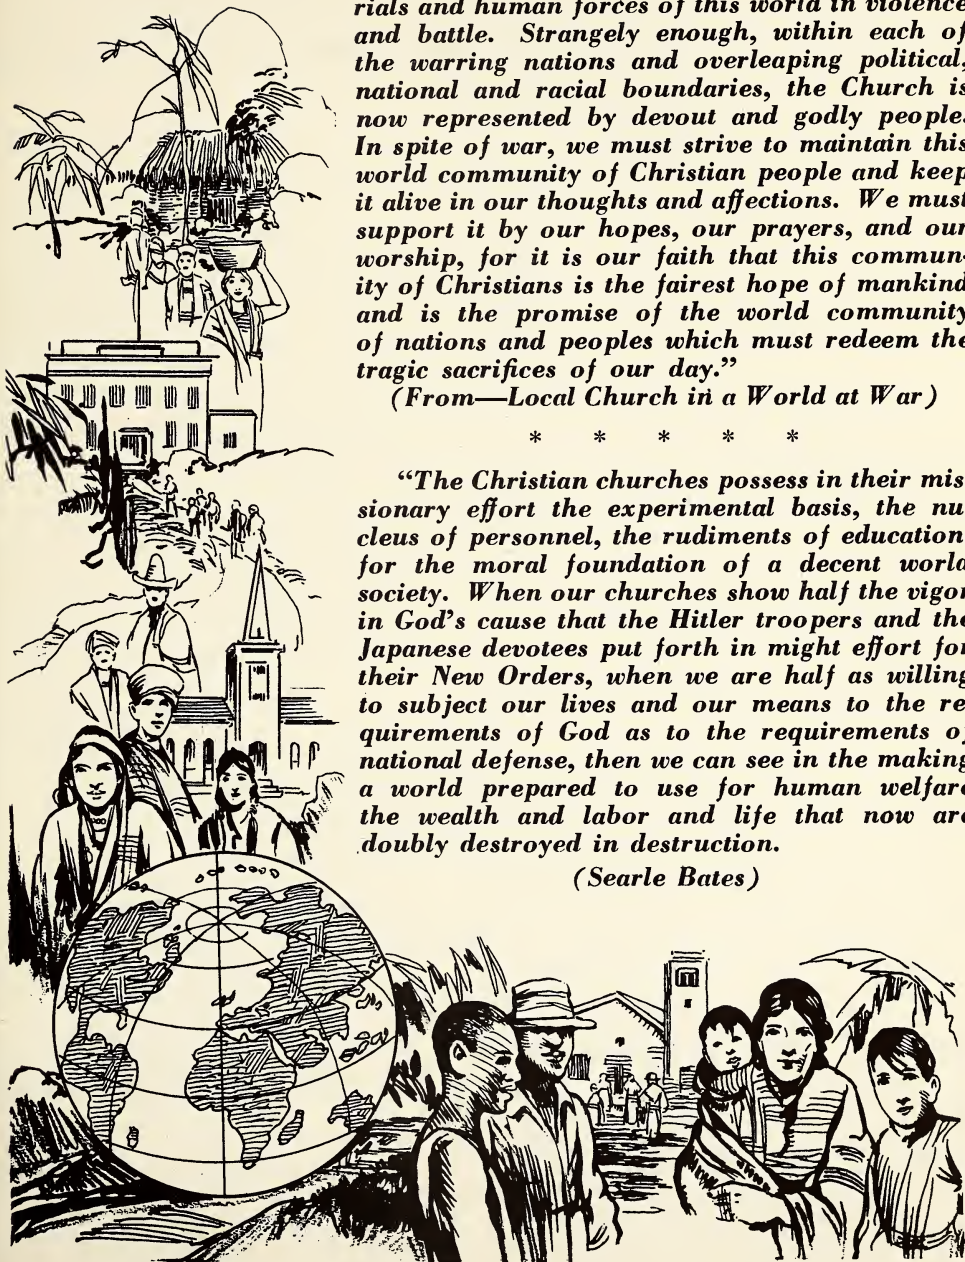 rials and human forces of this world in violence
and battle. Strangely enough, within each of
the warring nations and overleaping political,
national and racial boundaries, the Church is
now represented by devout and godly people.
In spite of war, we must strive to maintain this
world community of Christian people and keep
it alive in our thoughts and affections. We must
support it by our hopes, our prayers, and our
worship, for it is our faith that this commun-
ity of Christians is the fairest hope of mankind
and is the promise of the world community
of nations and peoples which must redeem the
tragic sacrifices of our day.”
(From—Local Church in a World at War)
* * * * *
“The Christian churches possess in their mis
sionary effort the experimental basis, the nu
cleus of personnel, the rudiments of education
for the moral foundation of a decent world
society. When our churches show half the vigor
in God’s cause that the Hitler troopers and the
Japanese devotees put forth in might effort for
their New Orders, when we are half as willing
to subject our lives and our means to the re
quirements of God as to the requirements of
national defense, then we can see in the making
a world prepared to use for human welfare
the wealth and labor and life that now are
doubly destroyed in destruction.
(Searle Bates)